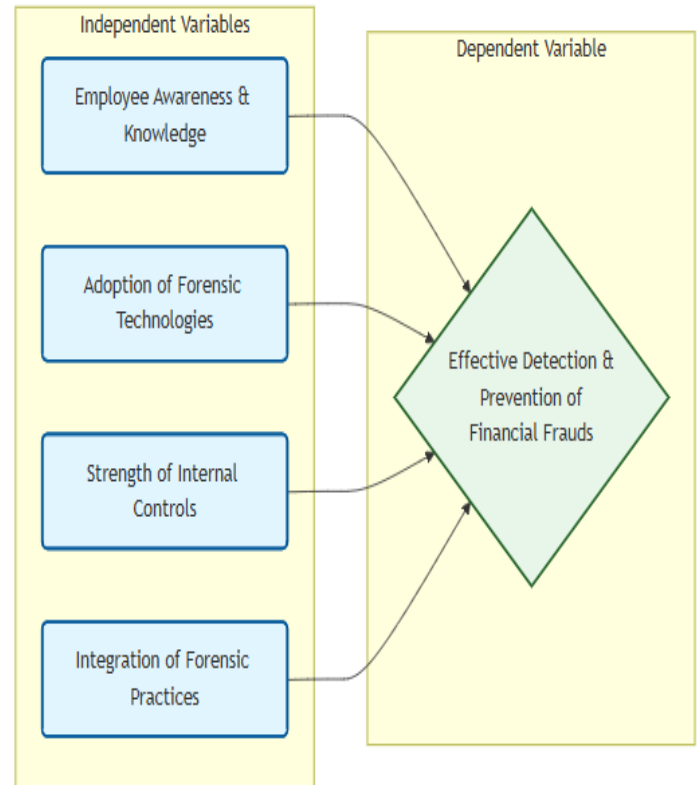 Independent Variables
Employee Awareness &
Knowledge
Adoption of Forensic
Technologies
Strength of Internal
Controls
Integration of Forensic
Practices
Dependent Variable
Effective Detection &
Prevention of
Financial Frauds